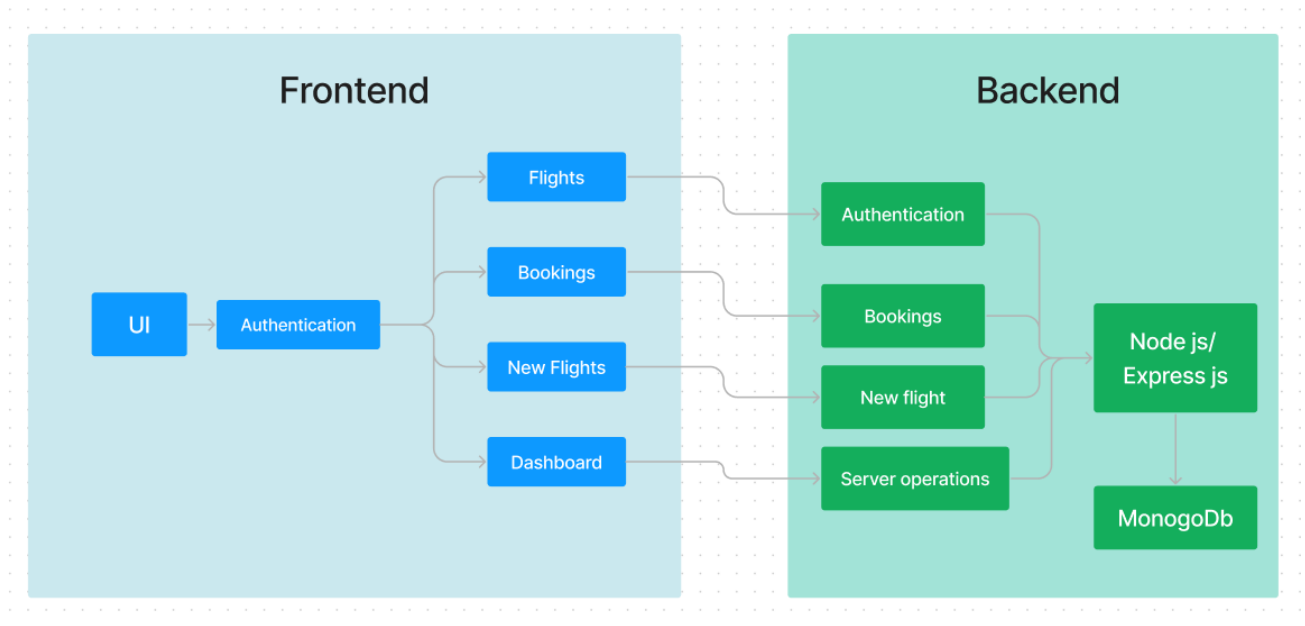 Frontend
UI
Authentication
Flights
Bookings
New Flights
Dashboard
Backend
Authentication
Bookings
New flight
Server operations
Node js/
Express js
MonogoDb